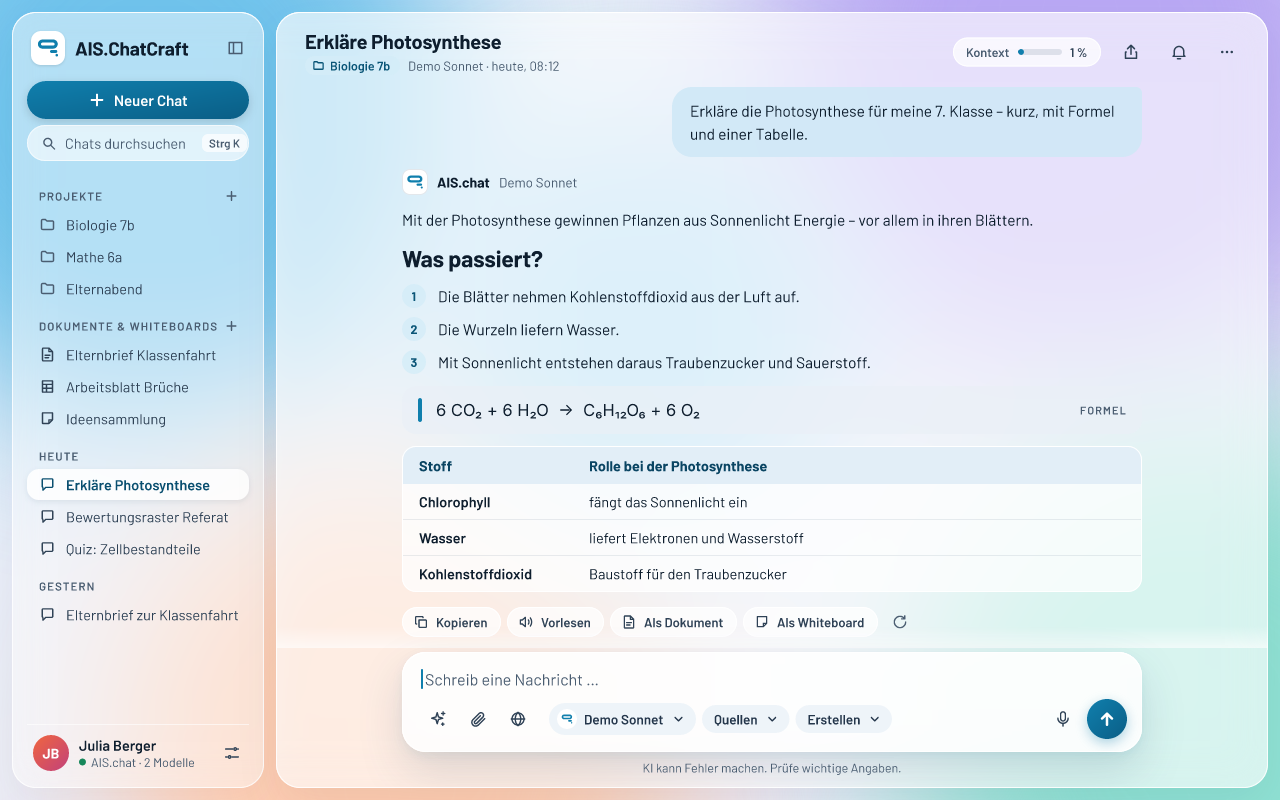 AIS.ChatCraft
Neuer Chat
Chats durchsuchen Strg K
PROJEKTE
Biologie 7b
Mathe 6a
Elternabend
DOKUMENTE & WHITEBOARDS
Elternbrief Klassenfahrt
Arbeitsblatt Brüche
Ideensammlung
HEUTE
Erkläre Photosynthese
Bewertungsraster Referat
Quiz: Zellbestandteile
GESTERN
Elternbrief zur Klassenfahrt
JB
Julia Berger
AIS.chat · 2 Modelle
Erkläre Photosynthese
Biologie 7b Demo Sonnet · heute, 08:12
Kontext 1 %
Erkläre die Photosynthese für meine 7. Klasse – kurz, mit Formel
und einer Tabelle.
AIS.chat Demo Sonnet
Mit der Photosynthese gewinnen Pflanzen aus Sonnenlicht Energie – vor allem in ihren Blättern.
Was passiert?
1 Die Blätter nehmen Kohlenstoffdioxid aus der Luft auf.
2 Die Wurzeln liefern Wasser.
3 Mit Sonnenlicht entstehen daraus Traubenzucker und Sauerstoff.
6 CO₂ + 6 H₂O → C₆H₁₂O₆ + 6 O₂ FORMEL
Stoff Rolle bei der Photosynthese
Chlorophyll fängt das Sonnenlicht ein
Wasser liefert Elektronen und Wasserstoff
Kohlenstoffdioxid Baustoff für den Traubenzucker
Kopieren Vorlesen Als Dokument Als Whiteboard
Schreib eine Nachricht ...
Demo Sonnet Quellen Erstellen
KI kann Fehler machen. Prüfe wichtige Angaben.